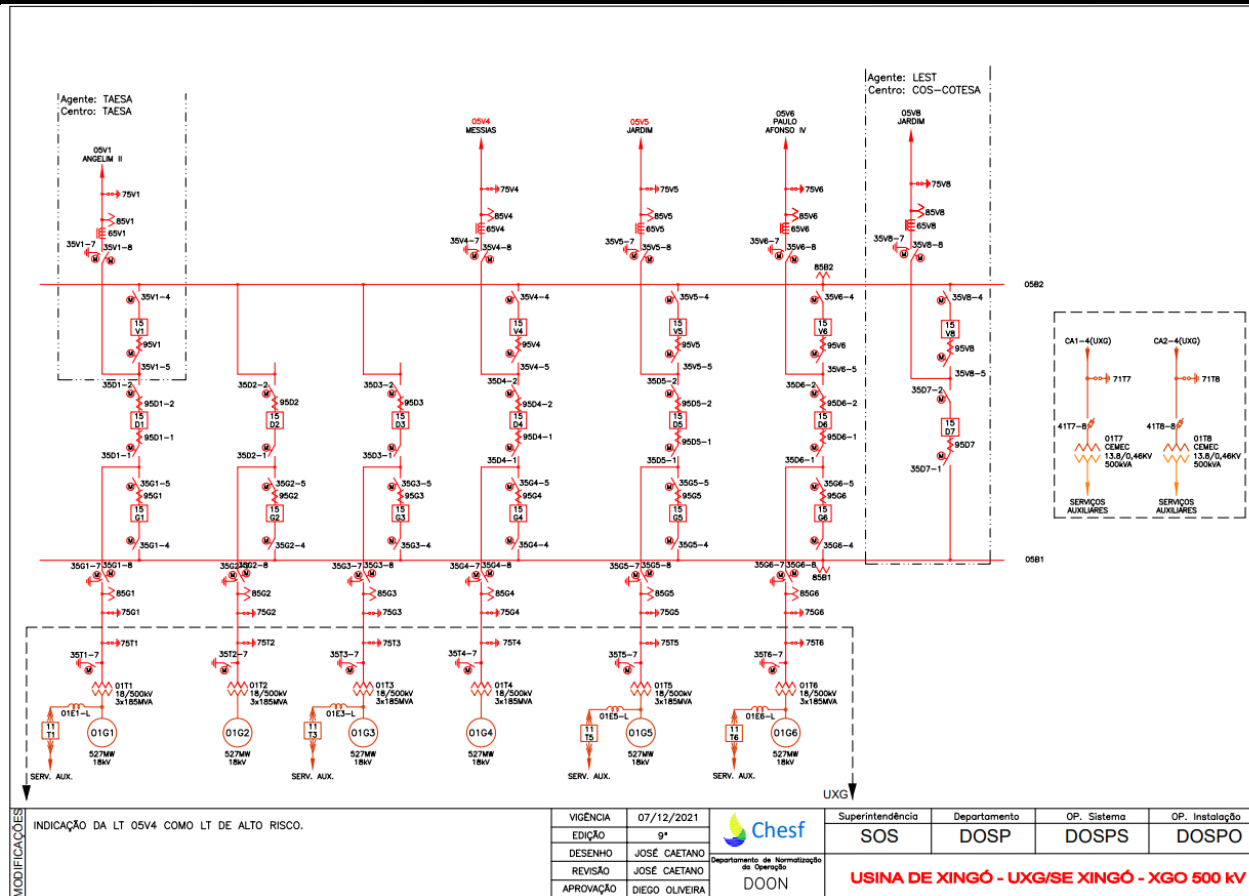 Agente: TAESA
Centro: TAESA
Agente: LEST
Centro: COS-COTESA
05V1
ANGELIM II
05V4
MESSIAS
05V5
JARDIM
05V6
PAULO
AFONSO IV
05V8
JARDIM
75V1
75V4
75V5
75V6
75V8
85V1
85V4
85V5
85V6
85V8
65V1
65V4
65V5
65V6
65V8
35V1-7
35V1-8
35V4-7
35V4-8
35V5-7
35V5-8
35V6-7
35V6-8
35V8-7
35V8-8
85B2
05B2
35V1-4
35V4-4
35V5-4
35V6-4
35V8-4
15
V1
15
V4
15
V5
15
V6
15
V8
95V1
95V4
95V5
95V6
95V8
35V1-5
35V4-5
35V5-5
35V6-5
35V8-5
35D1-2
35D2-2
35D3-2
35D4-2
35D5-2
35D6-2
35D7-2
95D1-2
95D2
95D3
95D4-2
95D5-2
95D6-2
15
D1
15
D2
15
D3
15
D4
15
D5
15
D6
15
D7
95D1-1
95D4-1
95D5-1
95D6-1
95D7
35D1-1
35D2-1
35D3-1
35D4-1
35D5-1
35D6-1
35D7-1
35G1-5
35G2-5
35G3-5
35G4-5
35G5-5
35G6-5
95G1
95G2
95G3
95G4
95G5
95G6
15
G1
15
G2
15
G3
15
G4
15
G5
15
G6
35G1-4
35G2-4
35G3-4
35G4-4
35G5-4
35G6-4
05B1
85B1
35G1-7
35G1-8
35G2-8
35G3-7
35G3-8
35G4-7
35G4-8
35G5-7
35G5-8
35G6-7
35G6-8
85G1
85G2
85G3
85G4
85G5
85G6
75G1
75G2
75G3
75G4
75G5
75G6
75T1
75T2
75T3
75T4
75T5
75T6
35T1-7
35T2-7
35T3-7
35T4-7
35T5-7
35T6-7
01T1
18/500kV
3x185MVA
01T2
18/500kV
3x185MVA
01T3
18/500kV
3x185MVA
01T4
18/500kV
3x185MVA
01T5
18/500kV
3x185MVA
01T6
18/500kV
3x185MVA
01E1-L
01E3-L
01E5-L
01E6-L
11
T1
11
T3
11
T5
11
T6
01G1
01G2
01G3
01G4
01G5
01G6
527MW
18kV
527MW
18kV
527MW
18kV
527MW
18kV
527MW
18kV
527MW
18kV
SERV. AUX.
SERV. AUX.
SERV. AUX.
SERV. AUX.
UXG
CA1-4(UXG)
CA2-4(UXG)
71T7
71T8
41T7-8
41T8-8
01T7
CEMEC
13.8/0,46KV
500kVA
01T8
CEMEC
13.8/0,46KV
500kVA
SERVIÇOS
AUXILIARES
SERVIÇOS
AUXILIARES
MODIFICAÇÕES
INDICAÇÃO DA LT 05V4 COMO LT DE ALTO RISCO.
VIGÊNCIA 07/12/2021
EDIÇÃO 9ª
DESENHO JOSÉ CAETANO
REVISÃO JOSÉ CAETANO
APROVAÇÃO DIEGO OLIVEIRA
Chesf
Departamento de Normatização
da Operação
DOON
Superintendência
SOS
Departamento
DOSP
OP. Sistema
DOSPS
OP. Instalação
DOSPO
USINA DE XINGÓ - UXG/SE XINGÓ - XGO 500 kV